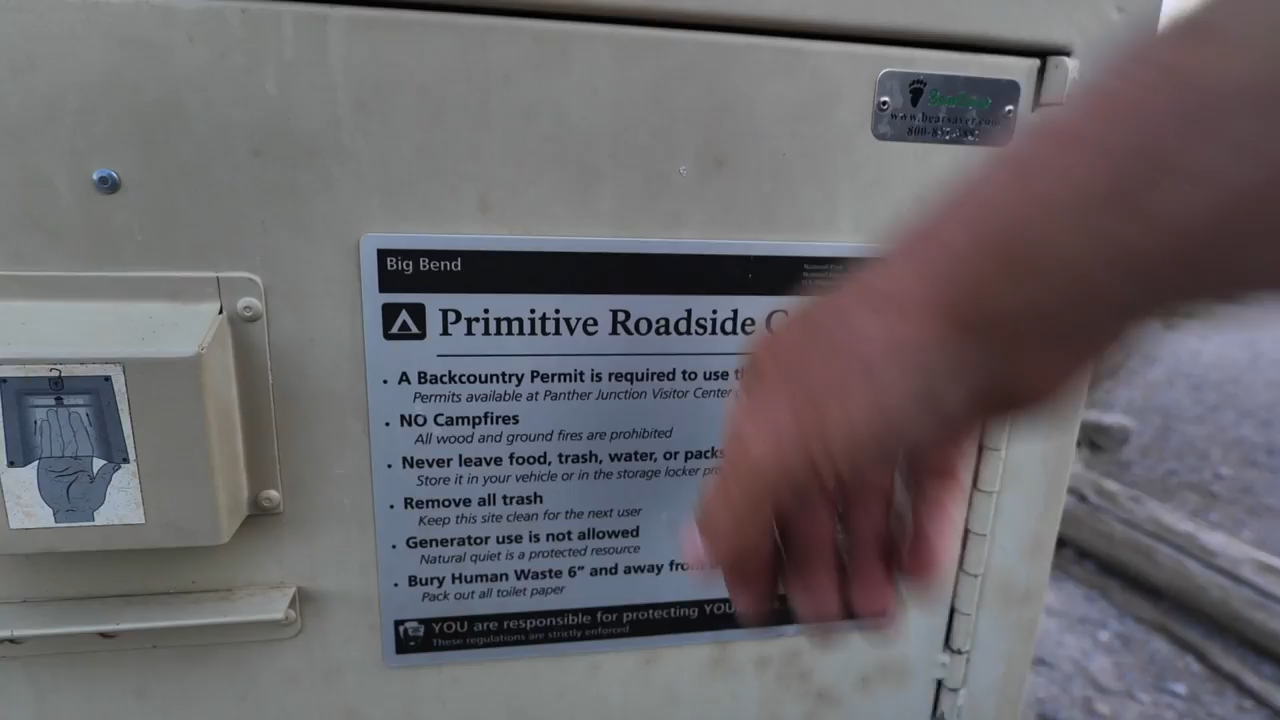 www.bearsaver.com
Big Bend
Primitive Roadside
• A Backcountry Permit is required to use
Permits available at Panther Junction Visitor Center
• NO Campfires
All wood and ground fires are prohibited
• Never leave food, trash, water, or packs
Store it in your vehicle or in the storage locker
• Remove all trash
Keep this site clean for the next user
• Generator use is not allowed
Natural quiet is a protected resource
• Bury Human Waste 6" and away
Pack out all toilet paper
YOU are responsible for protecting
These regulations are strictly enforced